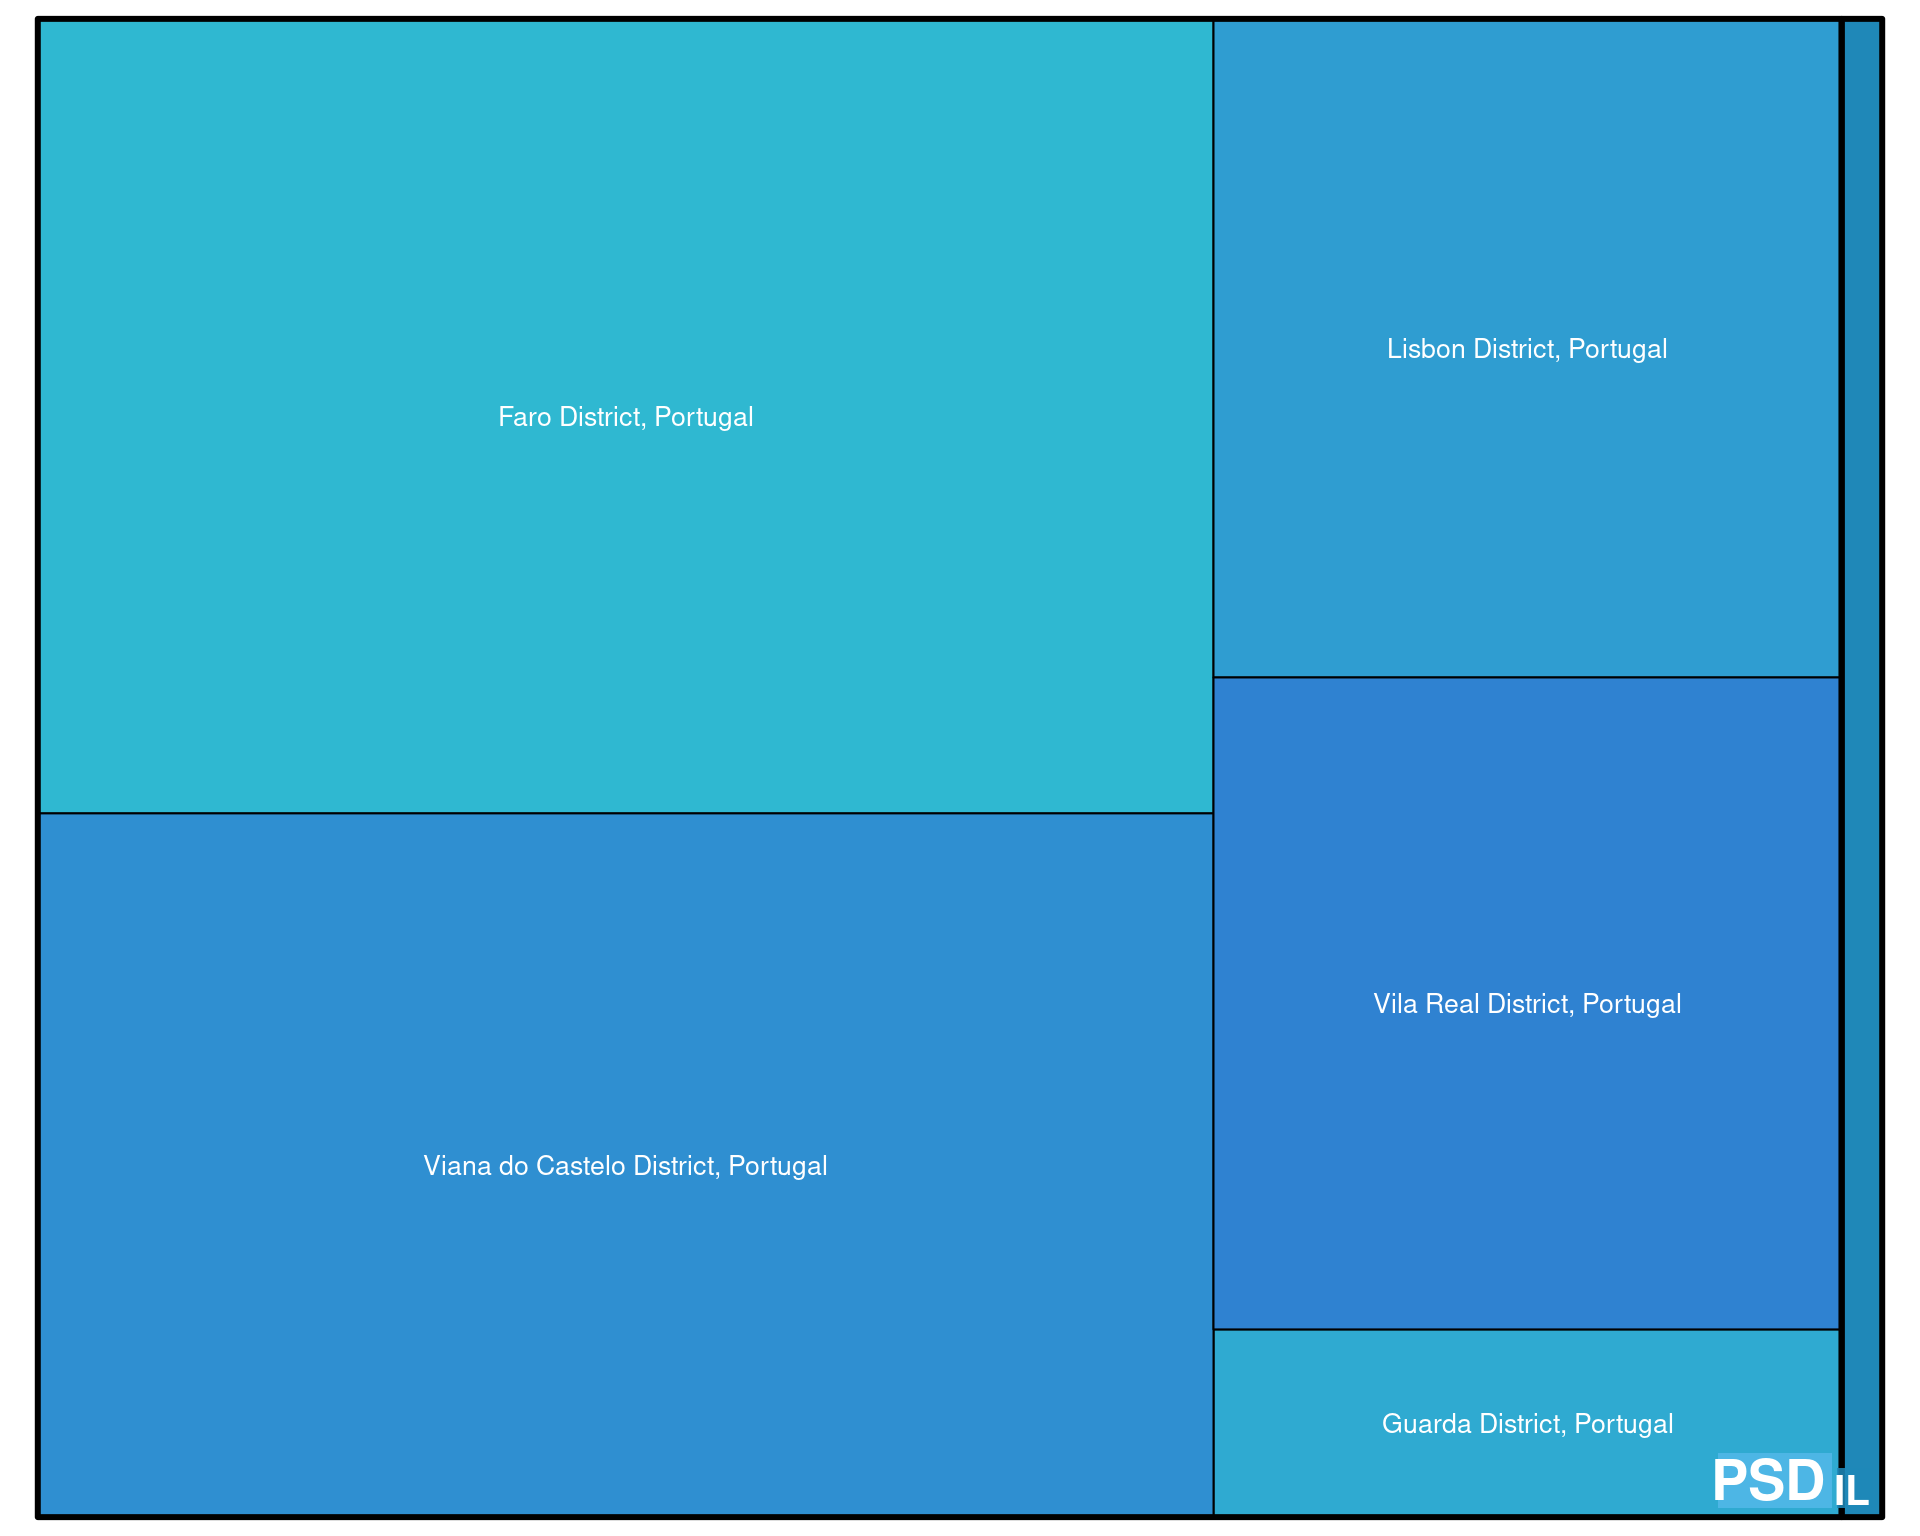 Faro District, Portugal
Lisbon District, Portugal
Viana do Castelo District, Portugal
Vila Real District, Portugal
Guarda District, Portugal
PSD
IL